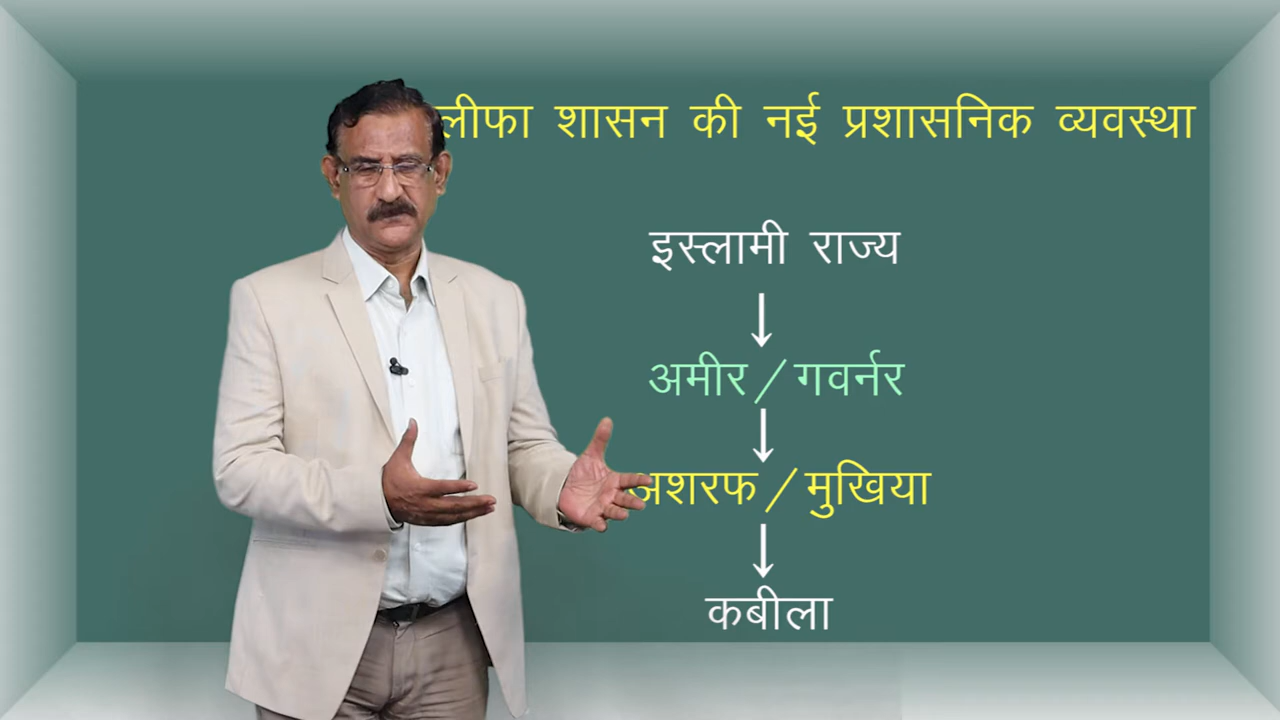 लीफा शासन की नई प्रशासनिक व्यवस्था
इस्लामी राज्य
अमीर/गवर्नर
अशरफ/मुखिया
कबीला